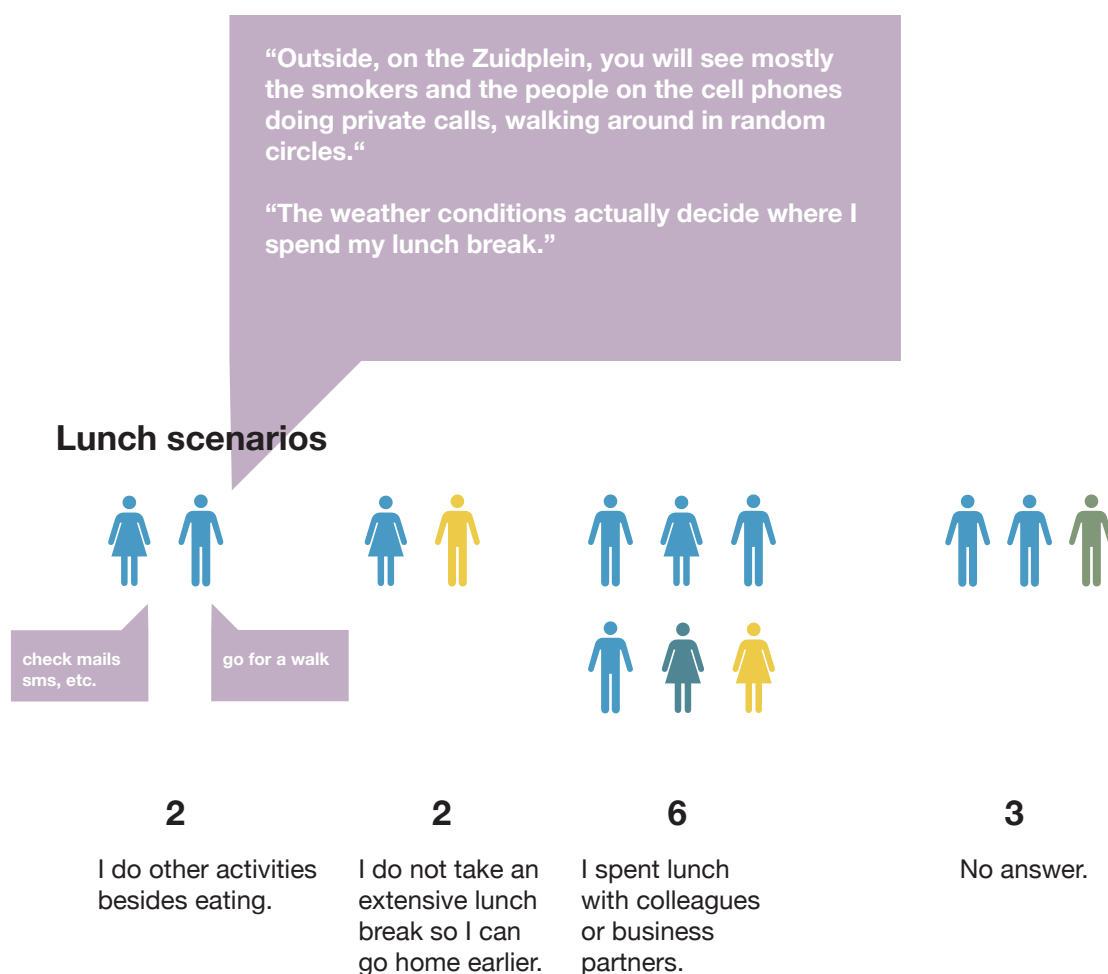 “Outside, on the Zuidplein, you will see mostly
the smokers and the people on the cell phones
doing private calls, walking around in random
circles.“
“The weather conditions actually decide where I
spend my lunch break.”
Lunch scenarios
check mails
sms, etc.
go for a walk
2
I do other activities
besides eating.
2
I do not take an
extensive lunch
break so I can
go home earlier.
6
I spent lunch
with colleagues
or business
partners.
3
No answer.